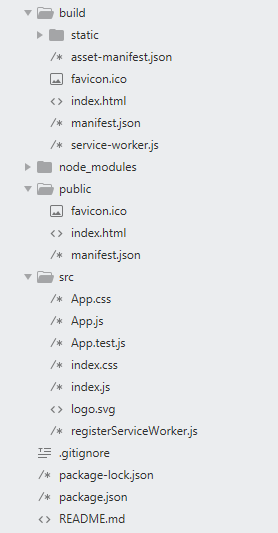 build
static
asset-manifest.json
favicon.ico
index.html
manifest.json
service-worker.js
node_modules
public
favicon.ico
index.html
manifest.json
src
App.css
App.js
App.test.js
index.css
index.js
logo.svg
registerServiceWorker.js
.gitignore
package-lock.json
package.json
README.md